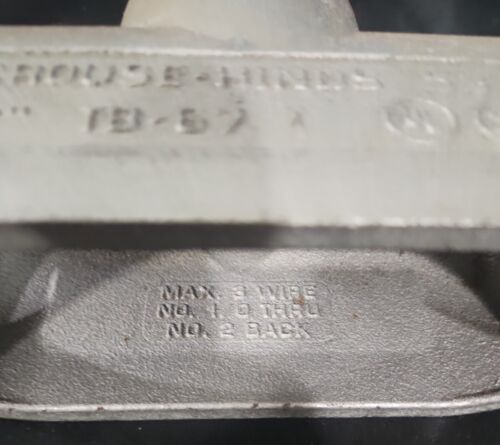 CROUSE-HINDS
TB-57
MAX. 3 WIRE
NO. 1/0 THRU
NO. 2 BACK